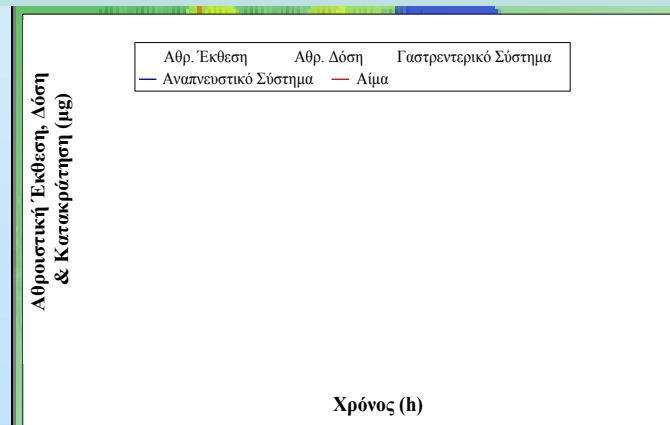 Αθρ. Έκθεση Αθρ. Δόση Γαστρεντερικό Σύστημα
Αναπνευστικό Σύστημα Αίμα
Αθροιστική Έκθεση, Δόση
& Κατακράτηση (μg)
Χρόνος (h)